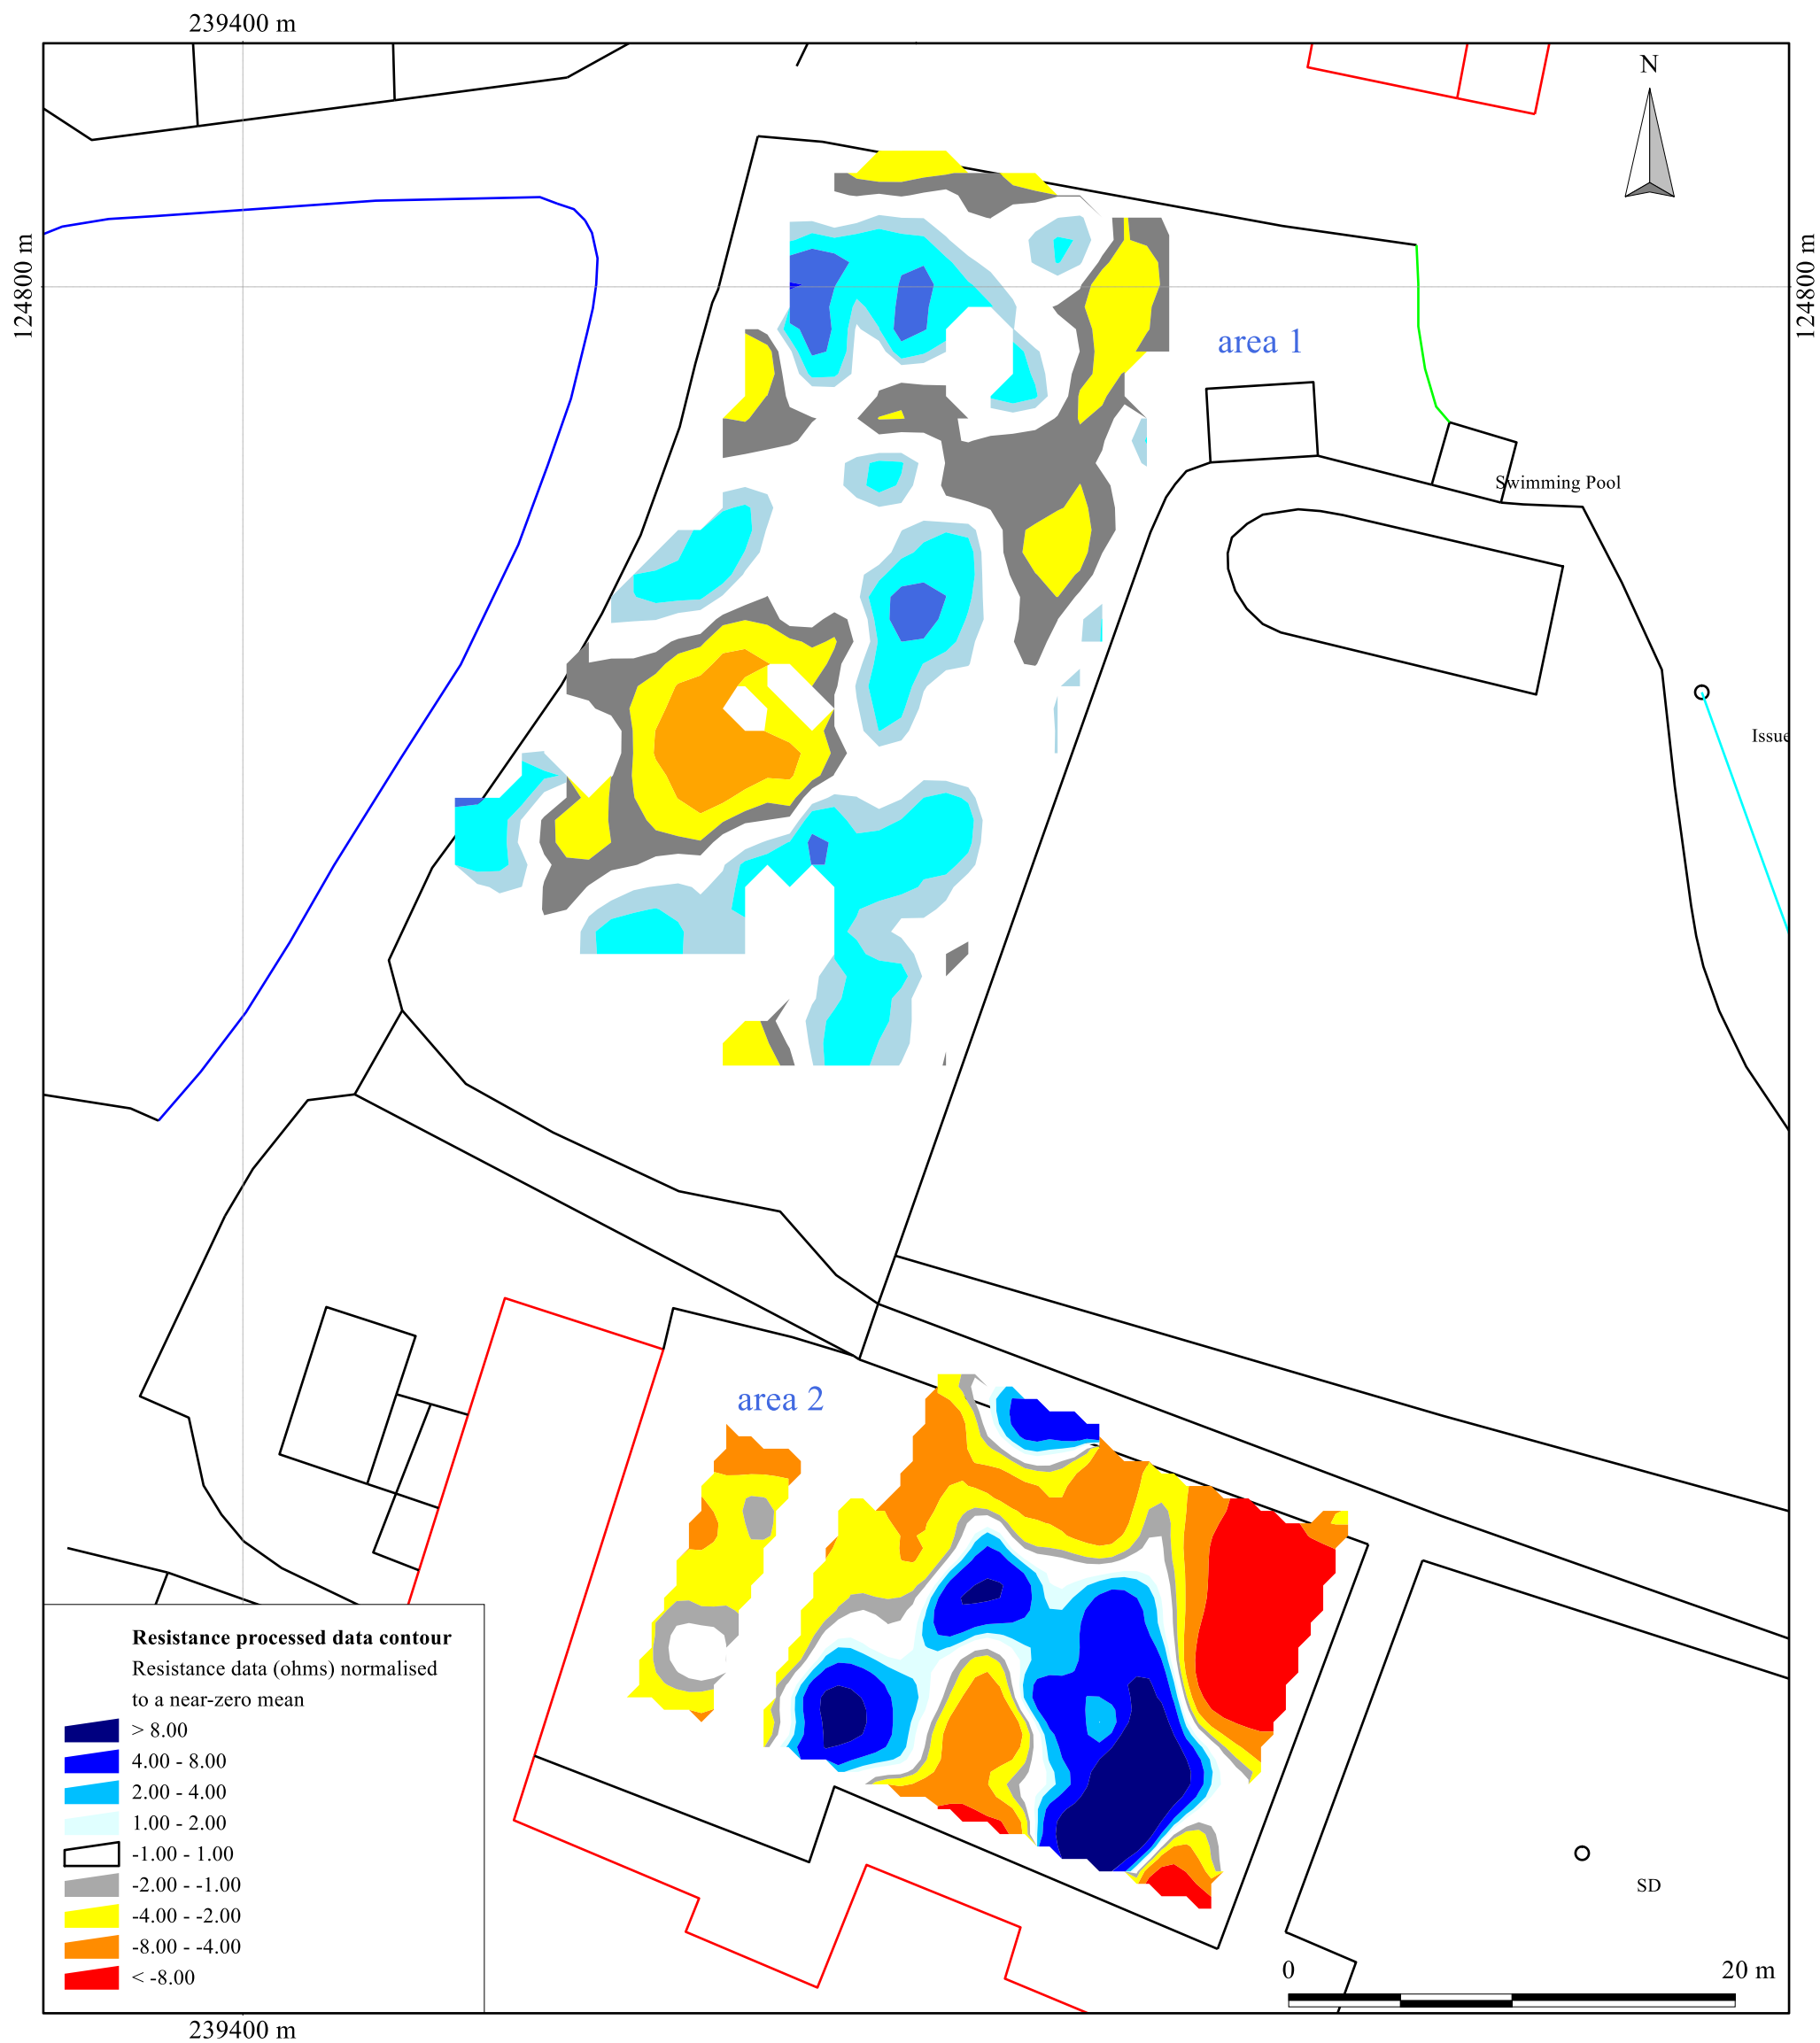 239400 m
N
124800 m
124800 m
area 1
Swimming Pool
Issue
area 2
Resistance processed data contour
Resistance data (ohms) normalised
to a near-zero mean
> 8.00
4.00 - 8.00
2.00 - 4.00
1.00 - 2.00
-1.00 - 1.00
-2.00 - -1.00
-4.00 - -2.00
-8.00 - -4.00
< -8.00
SD
0 20 m
239400 m